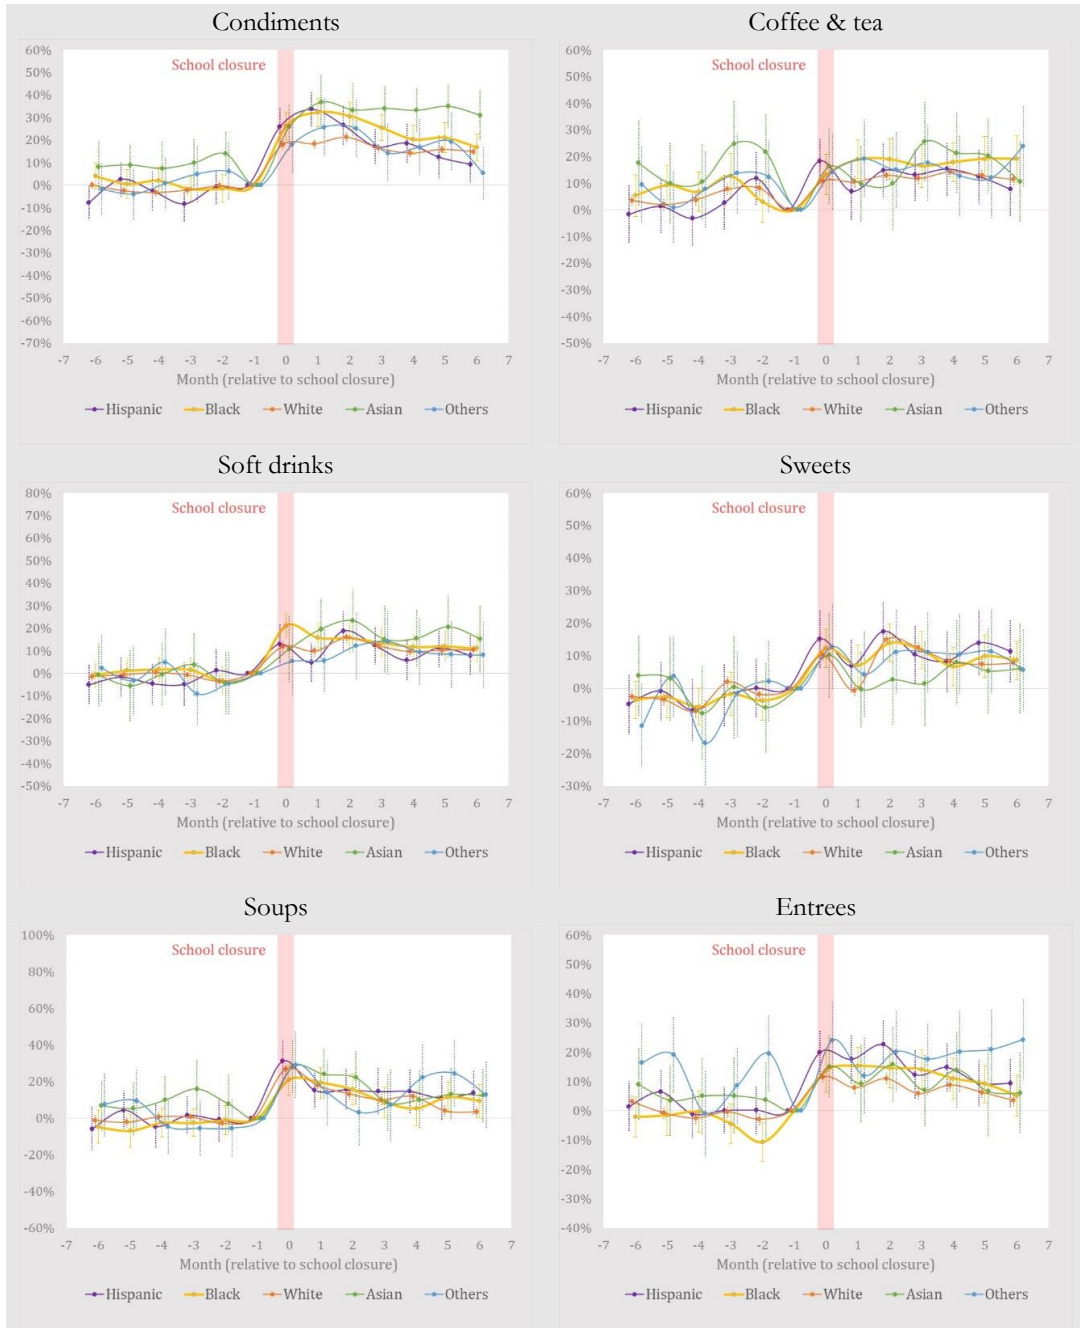 Condiments
60%
50%
40%
30%
20%
10%
0%
-10%
-20%
-30%
-40%
-50%
-60%
-70%
School closure
-7 -6 -5 -4 -3 -2 -1 0 1 2 3 4 5 6 7
Month (relative to school closure)
Hispanic Black White Asian Others
Coffee & tea
60%
50%
40%
30%
20%
10%
0%
-10%
-20%
-30%
-40%
-50%
School closure
-7 -6 -5 -4 -3 -2 -1 0 1 2 3 4 5 6 7
Month (relative to school closure)
Hispanic Black White Asian Others
Soft drinks
80%
70%
60%
50%
40%
30%
20%
10%
0%
-10%
-20%
-30%
-40%
-50%
School closure
-7 -6 -5 -4 -3 -2 -1 0 1 2 3 4 5 6 7
Month (relative to school closure)
Hispanic Black White Asian Others
Sweets
60%
50%
40%
30%
20%
10%
0%
-10%
-20%
-30%
School closure
-7 -6 -5 -4 -3 -2 -1 0 1 2 3 4 5 6 7
Month (relative to school closure)
Hispanic Black White Asian Others
Soups
100%
80%
60%
40%
20%
0%
-20%
-40%
-60%
School closure
-7 -6 -5 -4 -3 -2 -1 0 1 2 3 4 5 6 7
Month (relative to school closure)
Hispanic Black White Asian Others
Entrees
60%
50%
40%
30%
20%
10%
0%
-10%
-20%
-30%
-40%
School closure
-7 -6 -5 -4 -3 -2 -1 0 1 2 3 4 5 6 7
Month (relative to school closure)
Hispanic Black White Asian Others